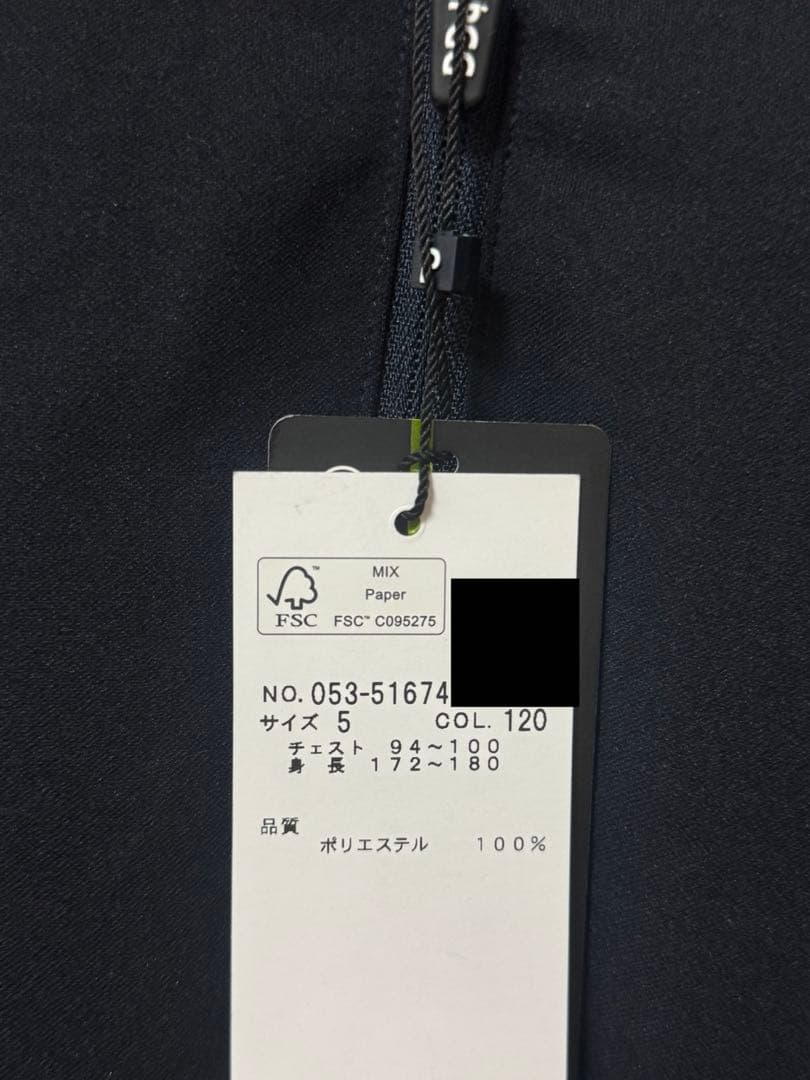 MIX
Paper
FSC™ C095275
FSC
NO. 053-51674
サイズ 5 COL. 120
チェスト 94～100
身長 172～180
品質
ポリエステル 100%